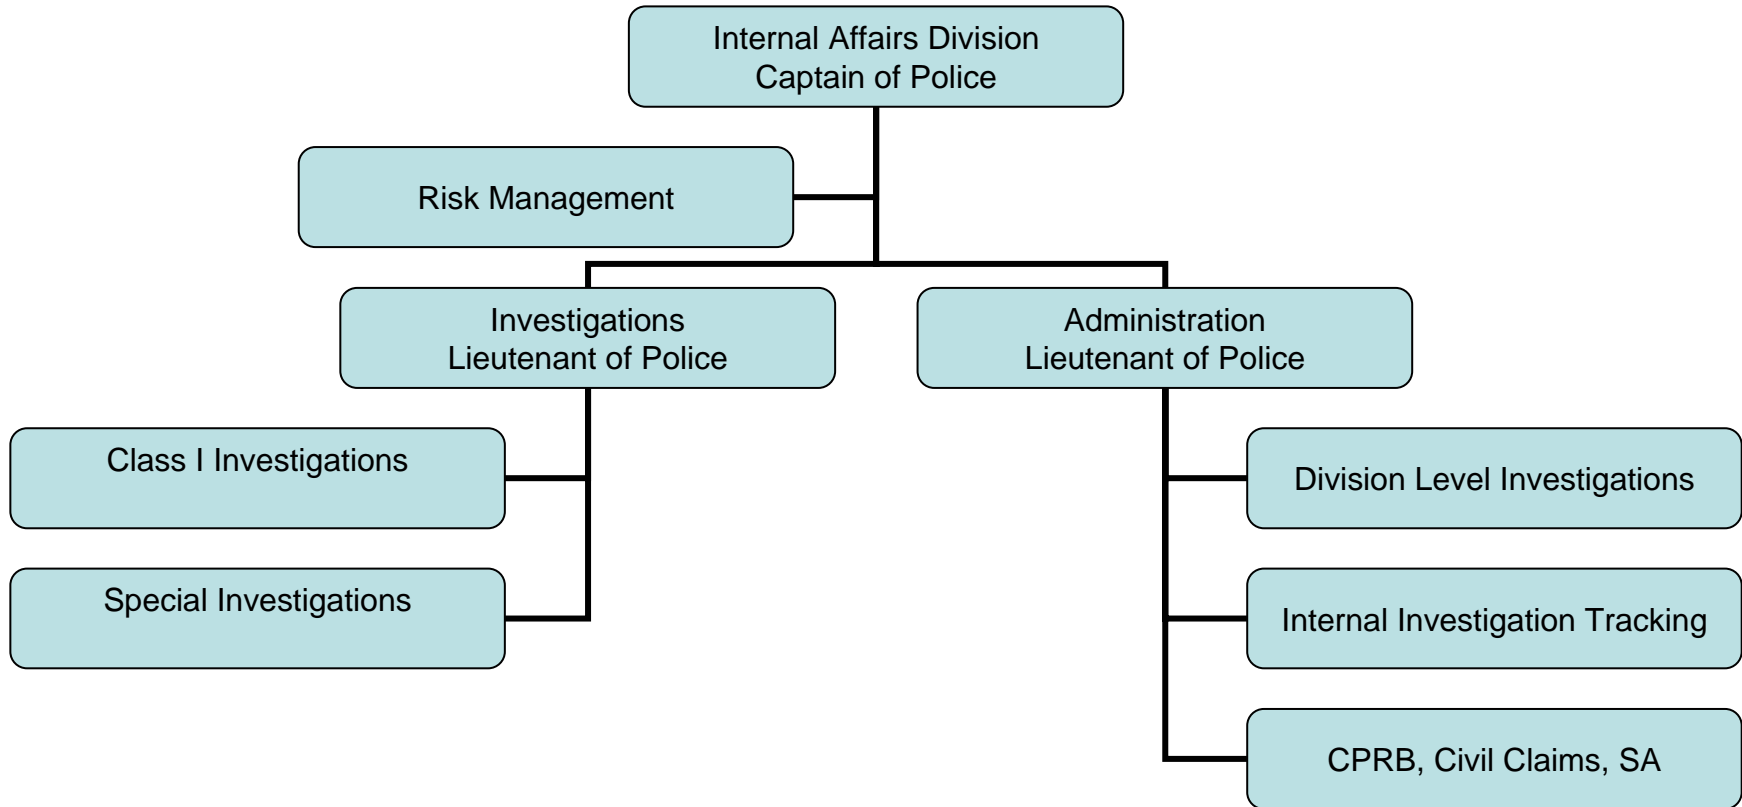 Internal Affairs Division
Captain of Police
Risk Management
Investigations
Lieutenant of Police
Administration
Lieutenant of Police
Class I Investigations
Division Level Investigations
Special Investigations
Internal Investigation Tracking
CPRB, Civil Claims, SA